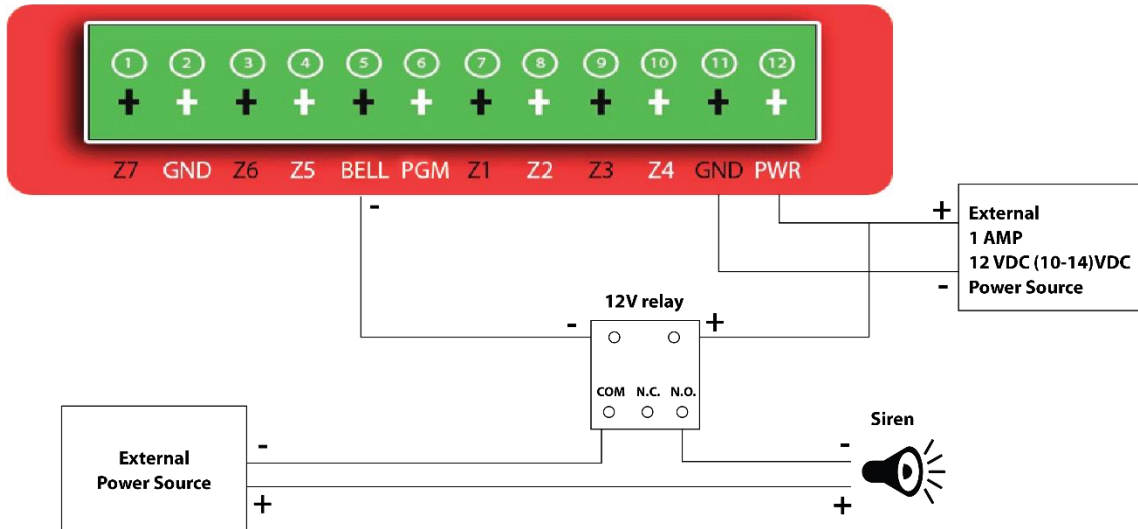 1 2 3 4 5 6 7 8 9 10 11 12
+ + + + + + + + + + + +
Z7 GND Z6 Z5 BELL PGM Z1 Z2 Z3 Z4 GND PWR
-
+ External
1 AMP
12 VDC (10-14)VDC
- Power Source
12V relay
- +
COM N.C. N.O.
Siren
External
Power Source
- -
+ +